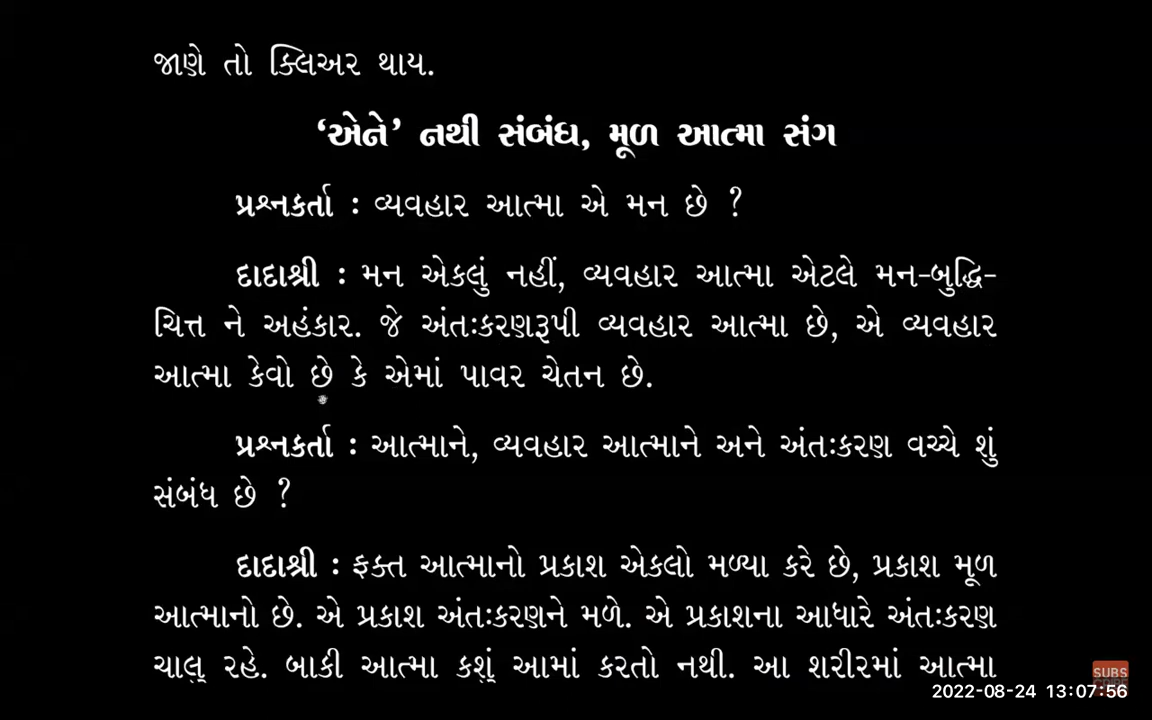 જાણે તો ક્લિઅર થાય.
‘એને’ નથી સંબંધ, મૂળ આત્મા સંગ
પ્રશ્નકર્તા : વ્યવહાર આત્મા એ મન છે ?
દાદાશ્રી : મન એકલું નહીં, વ્યવહાર આત્મા એટલે મન-બુદ્ધિ-
ચિત્ત ને અહંકાર. જે અંતઃકરણરૂપી વ્યવહાર આત્મા છે, એ વ્યવહાર
આત્મા કેવો છે કે એમાં પાવર ચેતન છે.
પ્રશ્નકર્તા : આત્માને, વ્યવહાર આત્માને અને અંતઃકરણ વચ્ચે શું
સંબંધ છે ?
દાદાશ્રી : ફક્ત આત્માનો પ્રકાશ એકલો મળ્યા કરે છે, પ્રકાશ મૂળ
આત્માનો છે. એ પ્રકાશ અંતઃકરણને મળે. એ પ્રકાશના આધારે અંતઃકરણ
ચાલુ રહે. બાકી આત્મા કશું આમાં કરતો નથી. આ શરીરમાં આત્મા
SUBS
2022-08-24 13:07:56